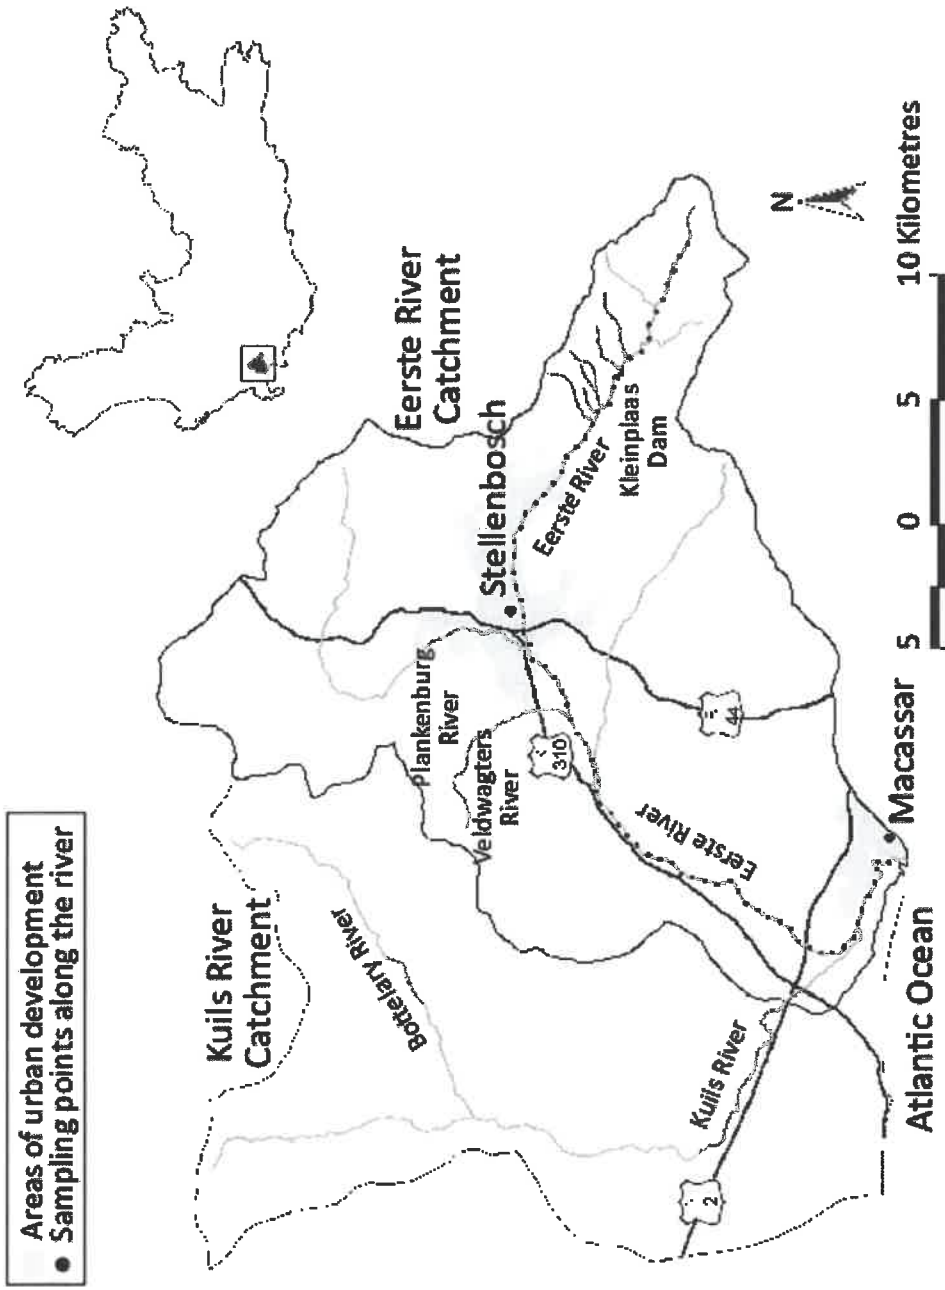 Areas of urban development
Sampling points along the river
Kuils River
Catchment
Eerste River
Catchment
Bottelary River
Plankenburg
River
Stellenbosch
Veldwagters
River
310
Eerste River
Kleinplaas
Dam
Eerste River
44
Kuils River
2
Macassar
Atlantic Ocean
N
5 0 5 10 Kilometres